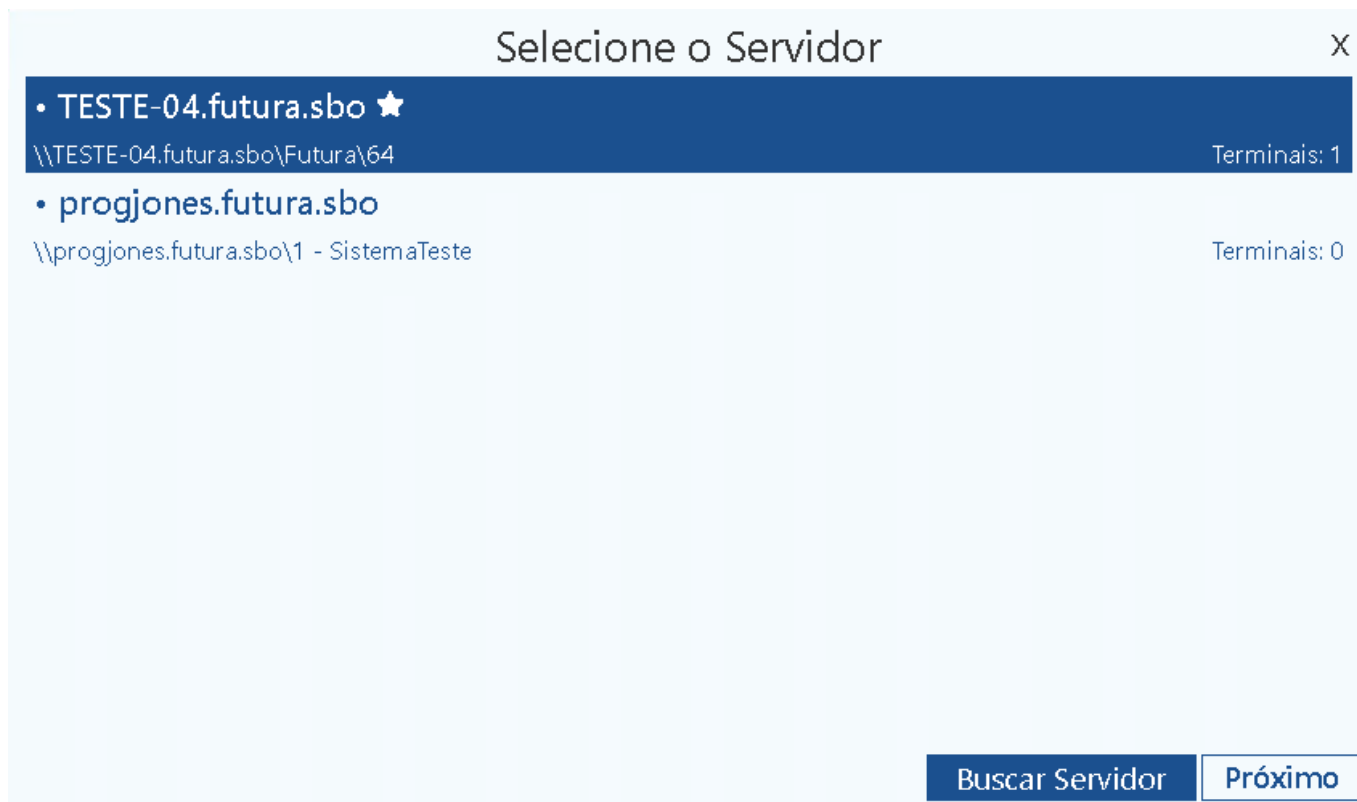 Selecione o Servidor X
• TESTE-04.futura.sbo ★
\\TESTE-04.futura.sbo\Futura\64 Terminais: 1
• progjones.futura.sbo
\\progjones.futura.sbo\1 - SistemaTeste Terminais: 0
Buscar Servidor Próximo